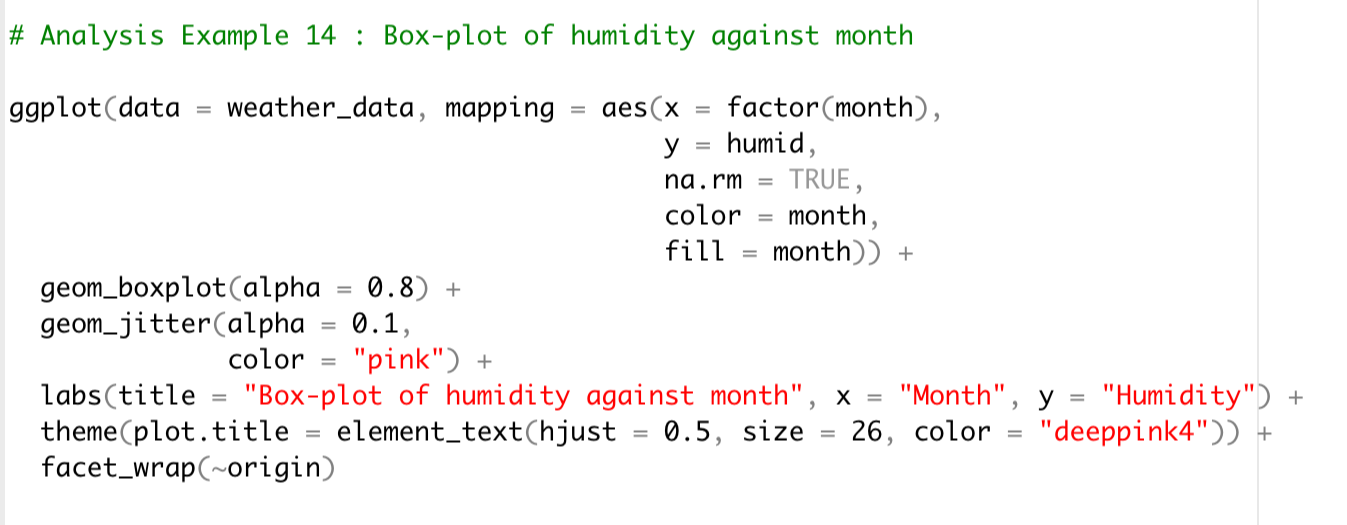 # Analysis Example 14 : Box-plot of humidity against month
ggplot(data = weather_data, mapping = aes(x = factor(month),
y = humid,
na.rm = TRUE,
color = month,
fill = month)) +
geom_boxplot(alpha = 0.8) +
geom_jitter(alpha = 0.1,
color = "pink") +
labs(title = "Box-plot of humidity against month", x = "Month", y = "Humidity") +
theme(plot.title = element_text(hjust = 0.5, size = 26, color = "deeppink4")) +
facet_wrap(~origin)